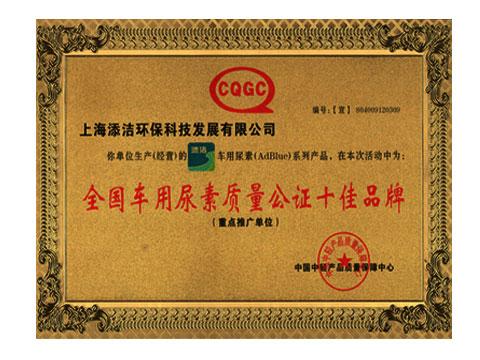 CQGC
编号:【宣】804009120309
上海添洁环保科技发展有限公司
你单位生产(经营)的 添洁 车用尿素(AdBlue)系列产品，在本次活动中为:
全国车用尿素质量公证十佳品牌
(重点推广单位)
中国中轻产品质量保障中心